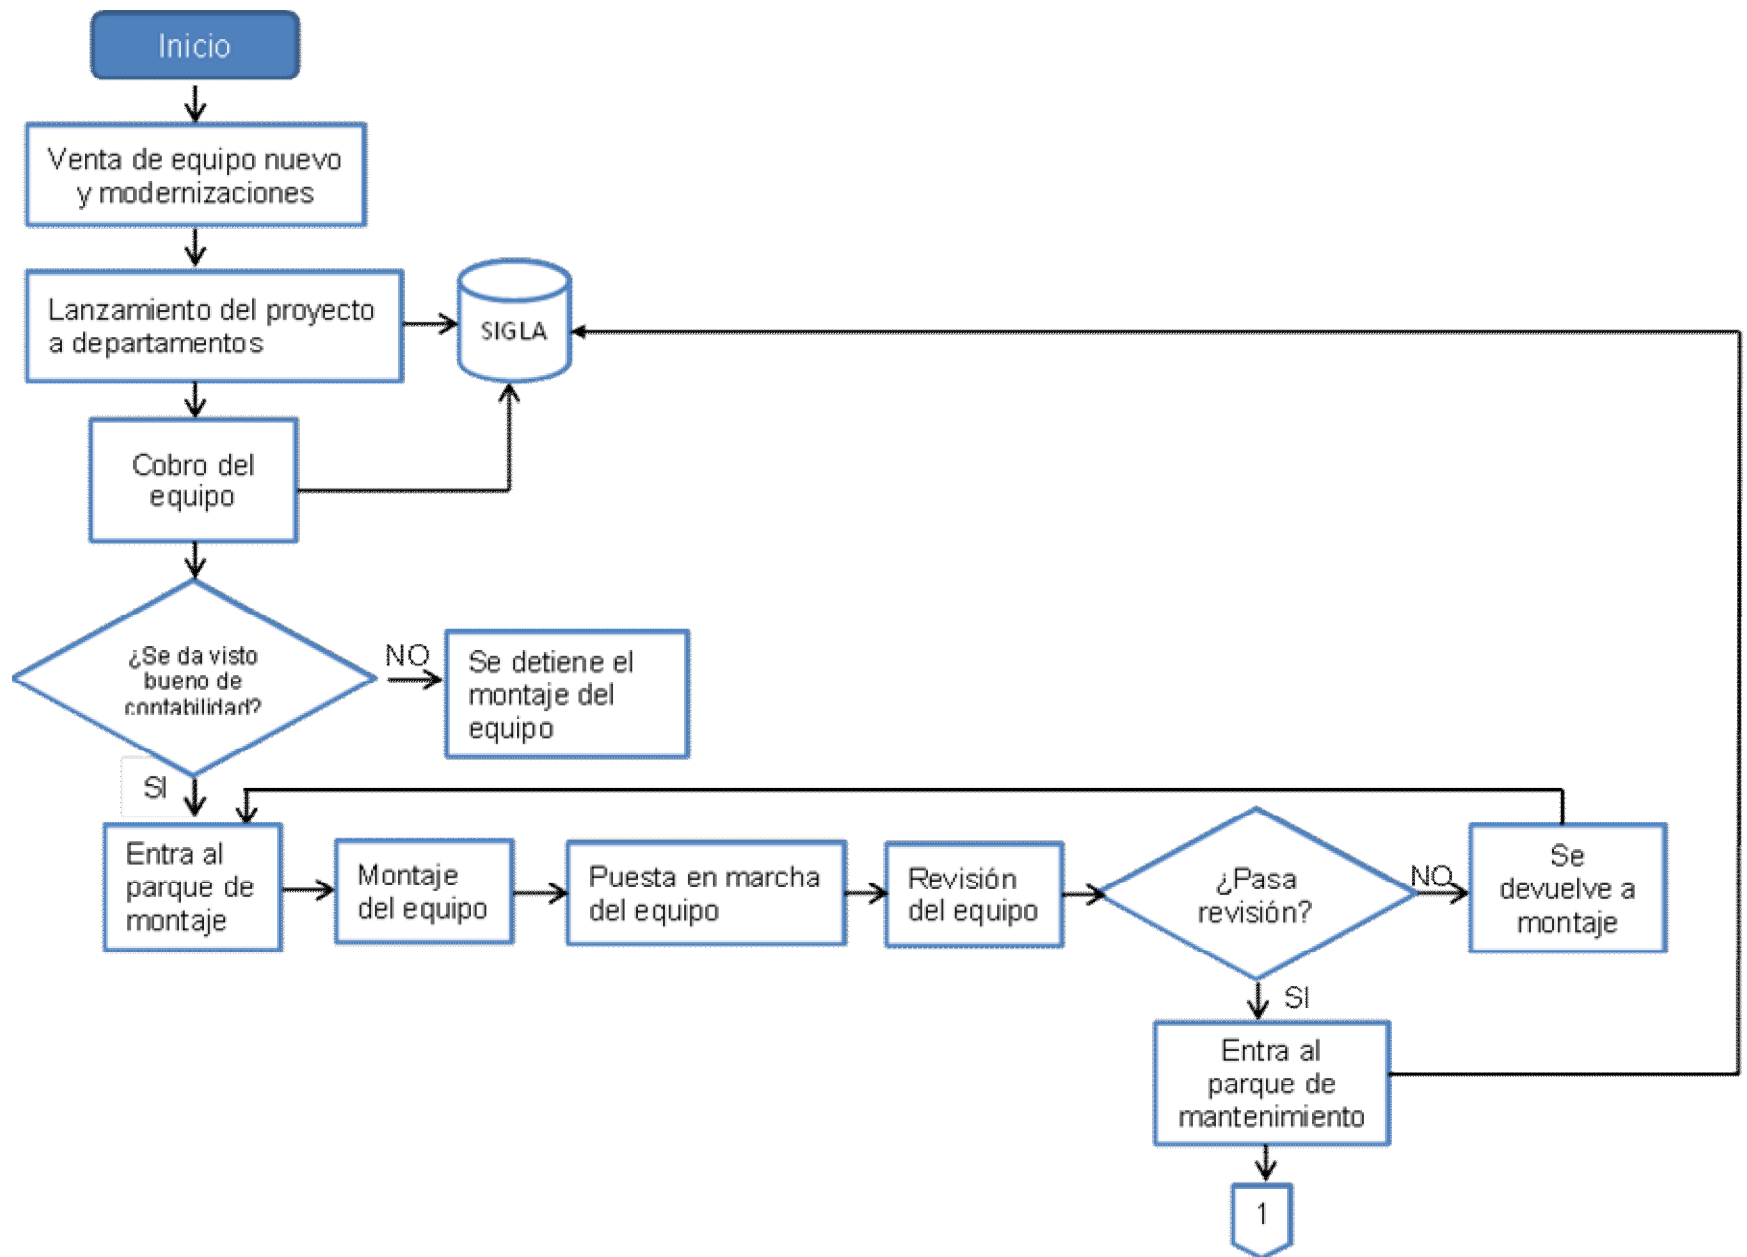 Inicio
Venta de equipo nuevo
y modernizaciones
Lanzamiento del proyecto
a departamentos
SIGLA
Cobro del
equipo
¿Se da visto
bueno de
contabilidad?
NO
Se detiene el
montaje del
equipo
SI
Entra al
parque de
montaje
Montaje
del equipo
Puesta en marcha
del equipo
Revisión
del equipo
¿Pasa
revisión?
NO
Se
devuelve a
montaje
SI
Entra al
parque de
mantenimiento
1